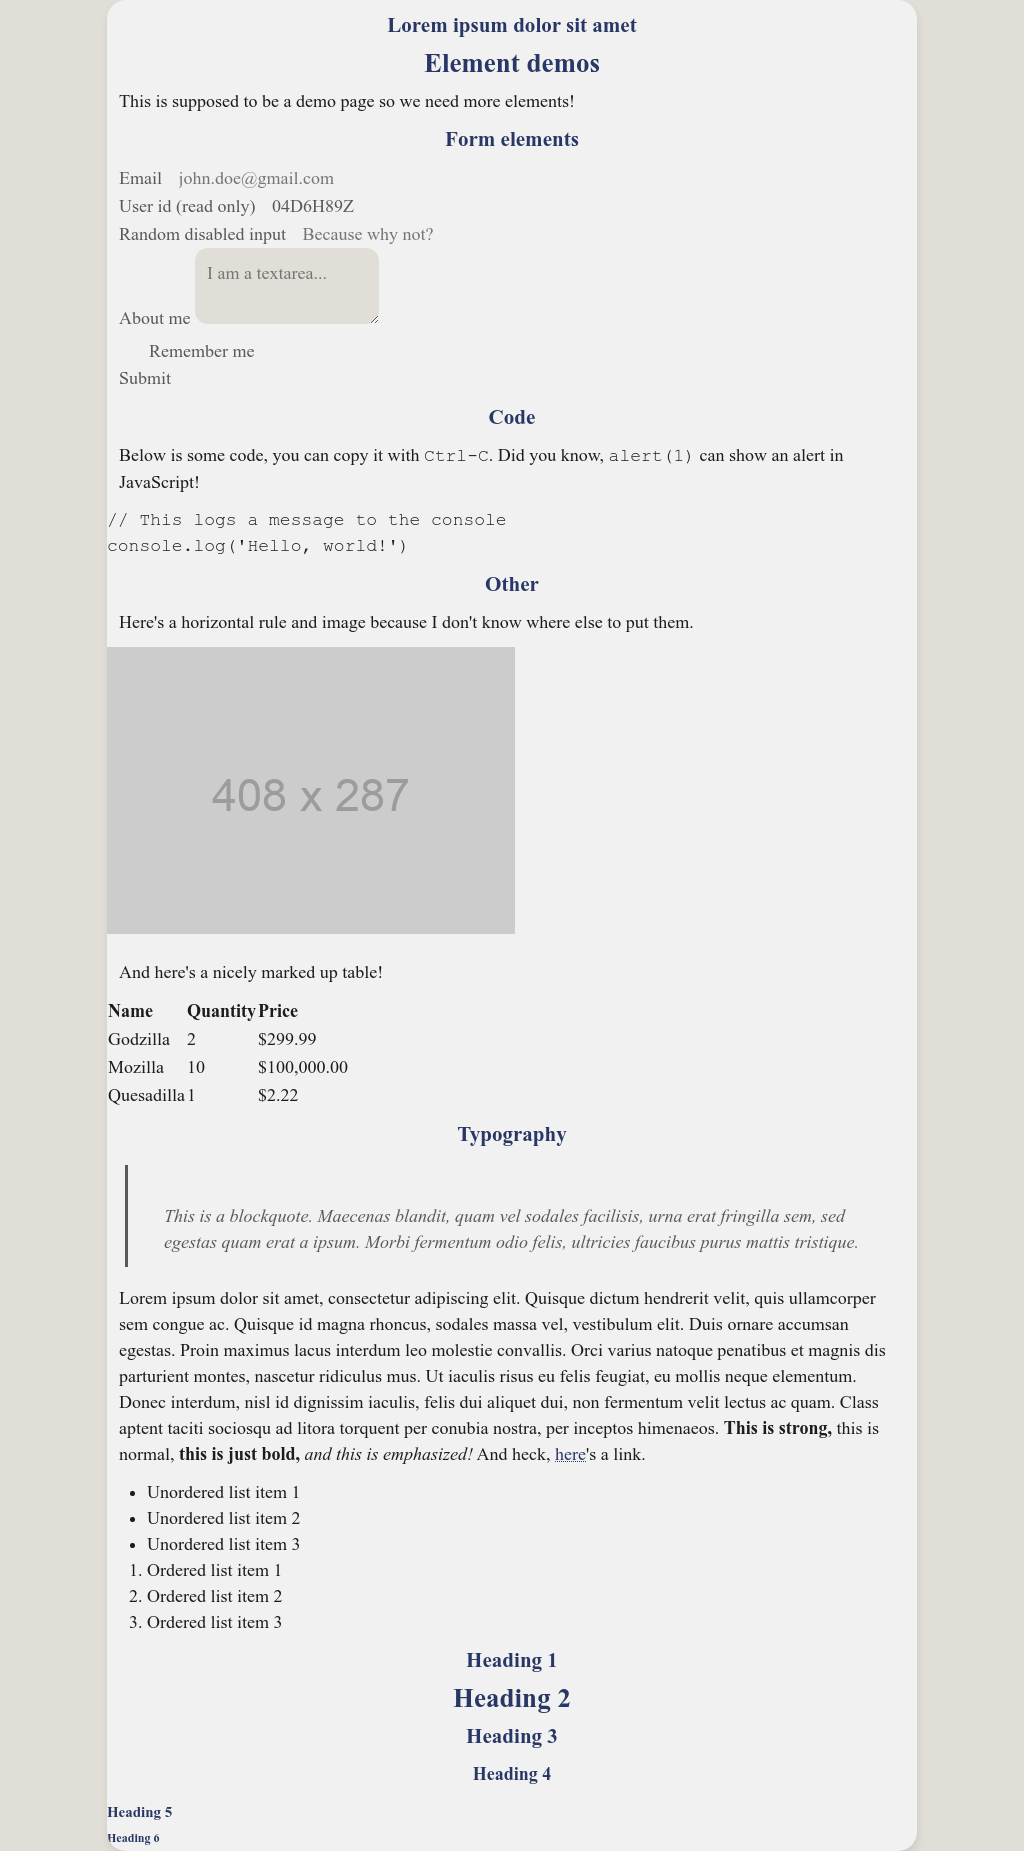 Lorem ipsum dolor sit amet
Element demos
This is supposed to be a demo page so we need more elements!
Form elements
Email john.doe@gmail.com
User id (read only) 04D6H89Z
Random disabled input Because why not?
I am a textarea...
About me
Remember me
Submit
Code
Below is some code, you can copy it with Ctrl-C. Did you know, alert(1) can show an alert in
JavaScript!
// This logs a message to the console
console.log('Hello, world!')
Other
Here's a horizontal rule and image because I don't know where else to put them.
408 x 287
And here's a nicely marked up table!
Name Quantity Price
Godzilla 2 $299.99
Mozilla 10 $100,000.00
Quesadilla 1 $2.22
Typography
This is a blockquote. Maecenas blandit, quam vel sodales facilisis, urna erat fringilla sem, sed
egestas quam erat a ipsum. Morbi fermentum odio felis, ultricies faucibus purus mattis tristique.
Lorem ipsum dolor sit amet, consectetur adipiscing elit. Quisque dictum hendrerit velit, quis ullamcorper
sem congue ac. Quisque id magna rhoncus, sodales massa vel, vestibulum elit. Duis ornare accumsan
egestas. Proin maximus lacus interdum leo molestie convallis. Orci varius natoque penatibus et magnis dis
parturient montes, nascetur ridiculus mus. Ut iaculis risus eu felis feugiat, eu mollis neque elementum.
Donec interdum, nisl id dignissim iaculis, felis dui aliquet dui, non fermentum velit lectus ac quam. Class
aptent taciti sociosqu ad litora torquent per conubia nostra, per inceptos himenaeos. This is strong, this is
normal, this is just bold, and this is emphasized! And heck, here's a link.
• Unordered list item 1
• Unordered list item 2
• Unordered list item 3
1. Ordered list item 1
2. Ordered list item 2
3. Ordered list item 3
Heading 1
Heading 2
Heading 3
Heading 4
Heading 5
Heading 6